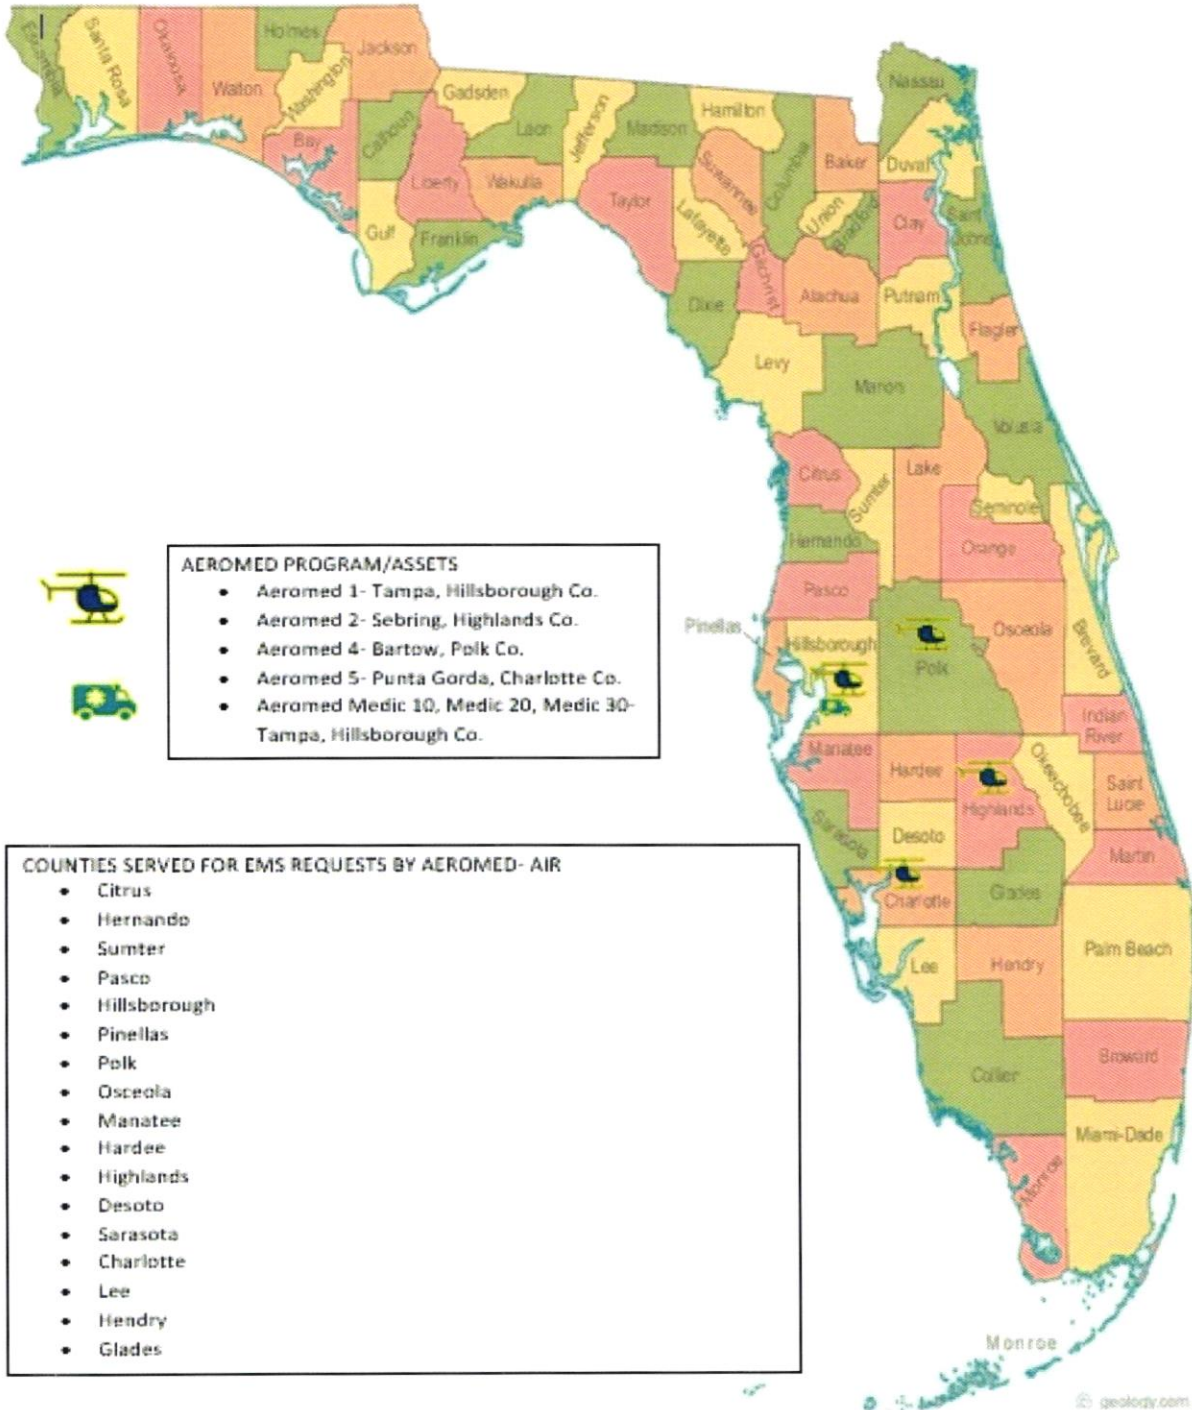 Escambia
Santa Rosa
Okaloosa
Walton
Holmes
Washington
Jackson
Bay
Calhoun
Gulf
Gadsden
Liberty
Franklin
Leon
Wakulla
Jefferson
Madison
Taylor
Hamilton
Suwannee
Lafayette
Columbia
Gilchrist
Dixie
Baker
Union
Bradford
Nassau
Duval
Clay
Saint
Johns
Alachua
Putnam
Flagler
Levy
Marion
Volusia
Citrus
Sumter
Lake
Seminole
Hernando
Orange
Pasco
Pinellas
Hillsborough
Polk
Osceola
Brevard
Indian
River
Manatee
Hardee
Highlands
Okeechobee
Saint
Lucie
Sarasota
Desoto
Martin
Charlotte
Glades
Lee
Hendry
Palm Beach
Collier
Broward
Miami-Dade
Monroe
Monroe
AEROMED PROGRAM/ASSETS
• Aeromed 1- Tampa, Hillsborough Co.
• Aeromed 2- Sebring, Highlands Co.
• Aeromed 4- Bartow, Polk Co.
• Aeromed 5- Punta Gorda, Charlotte Co.
• Aeromed Medic 10, Medic 20, Medic 30-
Tampa, Hillsborough Co.
COUNTIES SERVED FOR EMS REQUESTS BY AEROMED- AIR
• Citrus
• Hernando
• Sumter
• Pasco
• Hillsborough
• Pinellas
• Polk
• Osceola
• Manatee
• Hardee
• Highlands
• Desoto
• Sarasota
• Charlotte
• Lee
• Hendry
• Glades
© geology.com